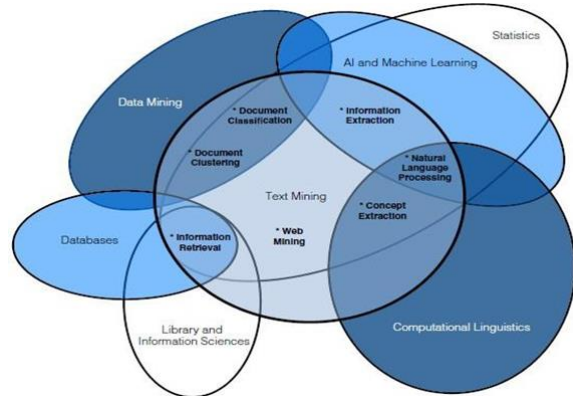 Statistics
AI and Machine Learning
Data Mining
* Document
Classification
* Information
Extraction
* Document
Clustering
* Natural
Language
Processing
Text Mining
* Concept
Extraction
Databases
* Information
Retrieval
* Web
Mining
Library and
Information Sciences
Computational Linguistics